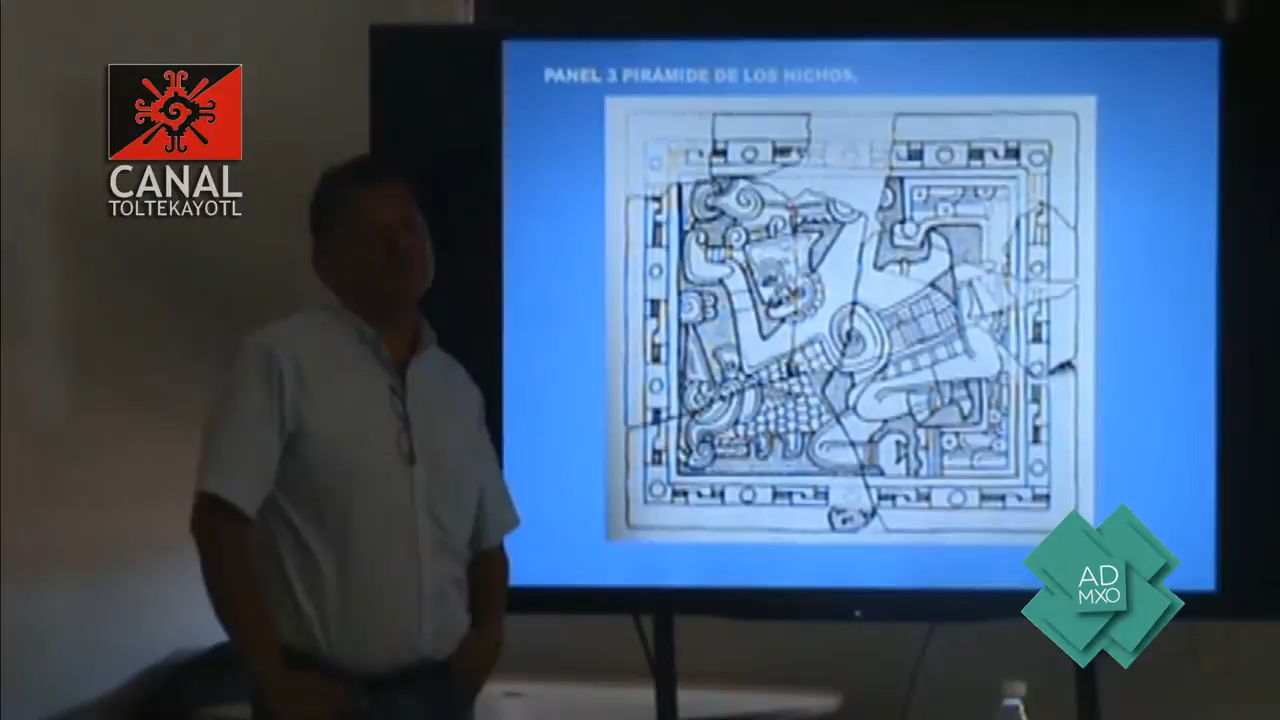 PANEL 3 PIRÁMIDE DE LOS NICHOS.
CANAL
TOLTEKAYOTL
AD
MXO